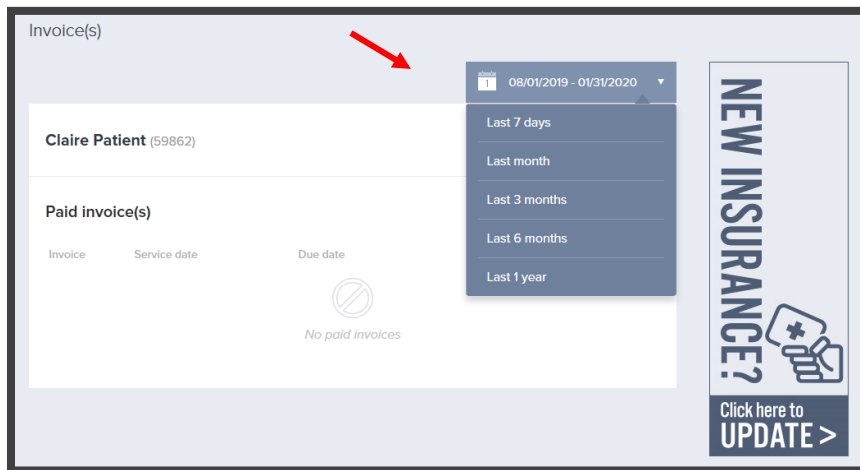 Invoice(s)
1
08/01/2019 - 01/31/2020
Last 7 days
Last month
Last 3 months
Last 6 months
Last 1 year
Claire Patient (59862)
Paid invoice(s)
Invoice Service date Due date
No paid invoices
NEW INSURANCE?
Click here to
UPDATE >